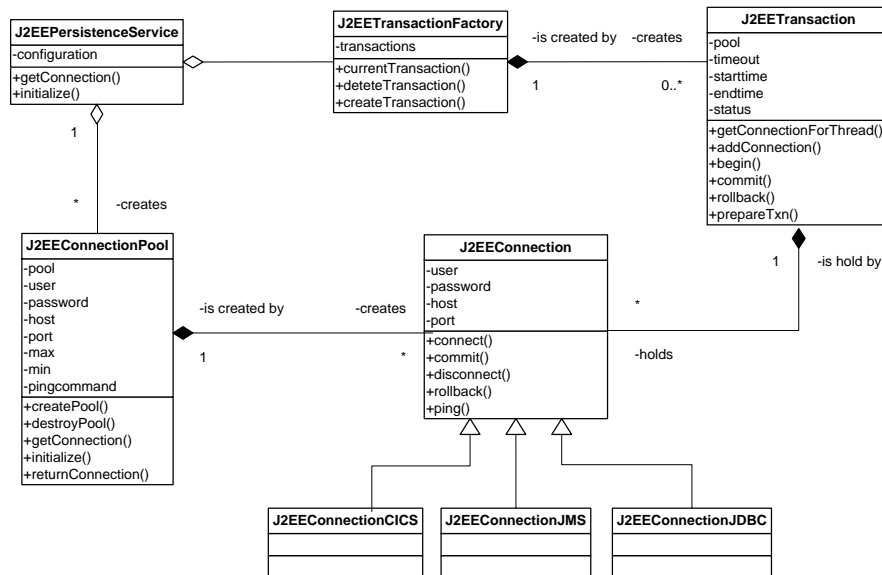 J2EEPersistenceService
-configuration
+getConnection()
+initialize()
J2EETransactionFactory
-transactions
+currentTransaction()
+deteteTransaction()
+createTransaction()
-is created by
-creates
1
0..*
J2EETransaction
-pool
-timeout
-starttime
-endtime
-status
+getConnectionForThread()
+addConnection()
+begin()
+commit()
+rollback()
+prepareTxn()
1
*
-creates
J2EEConnectionPool
-pool
-user
-password
-host
-port
-max
-min
-pingcommand
+createPool()
+destroyPool()
+getConnection()
+initialize()
+returnConnection()
-is created by
-creates
1
*
J2EEConnection
-user
-password
-host
-port
+connect()
+commit()
+disconnect()
+rollback()
+ping()
1
-is hold by
*
-holds
J2EEConnectionCICS
J2EEConnectionJMS
J2EEConnectionJDBC